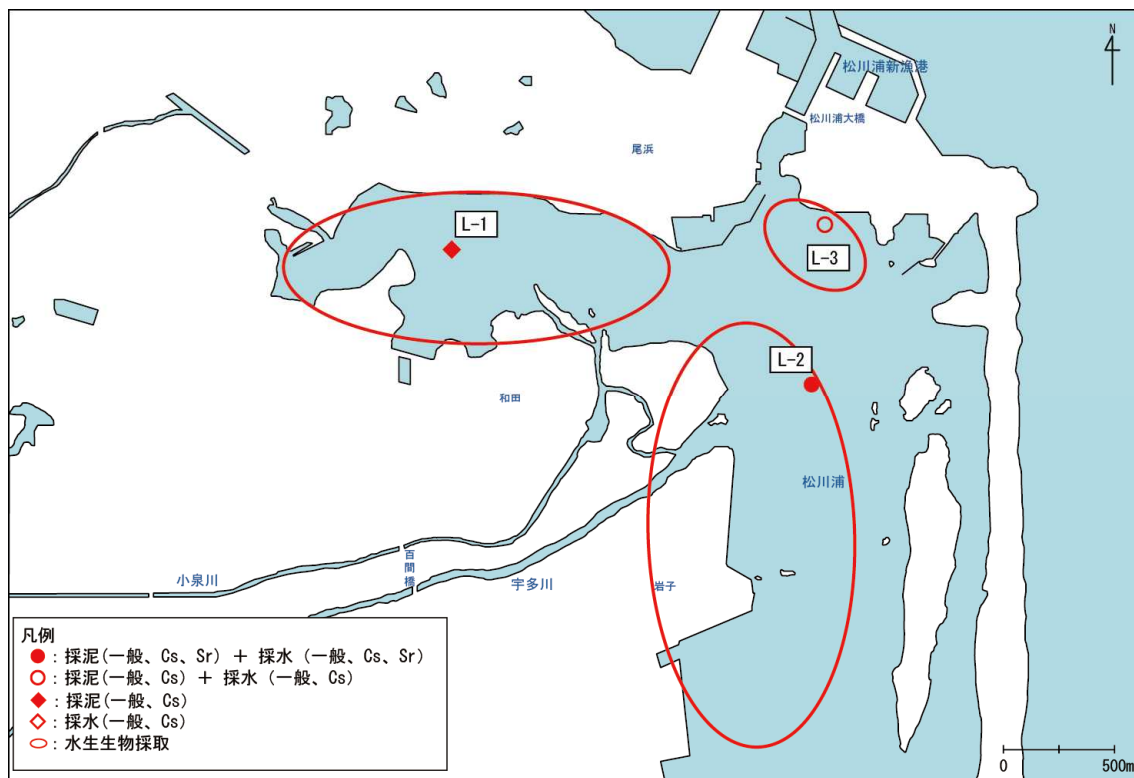 N
松川浦新漁港
松川浦大橋
尾浜
L-1
L-3
L-2
和田
松川浦
百間橋
小泉川
宇多川
岩子
凡例
：採泥(一般、Cs、Sr) ＋ 採水 (一般、Cs、Sr)
：採泥(一般、Cs) ＋ 採水 (一般、Cs)
：採泥(一般、Cs)
：採水(一般、Cs)
：水生生物採取
0 500m